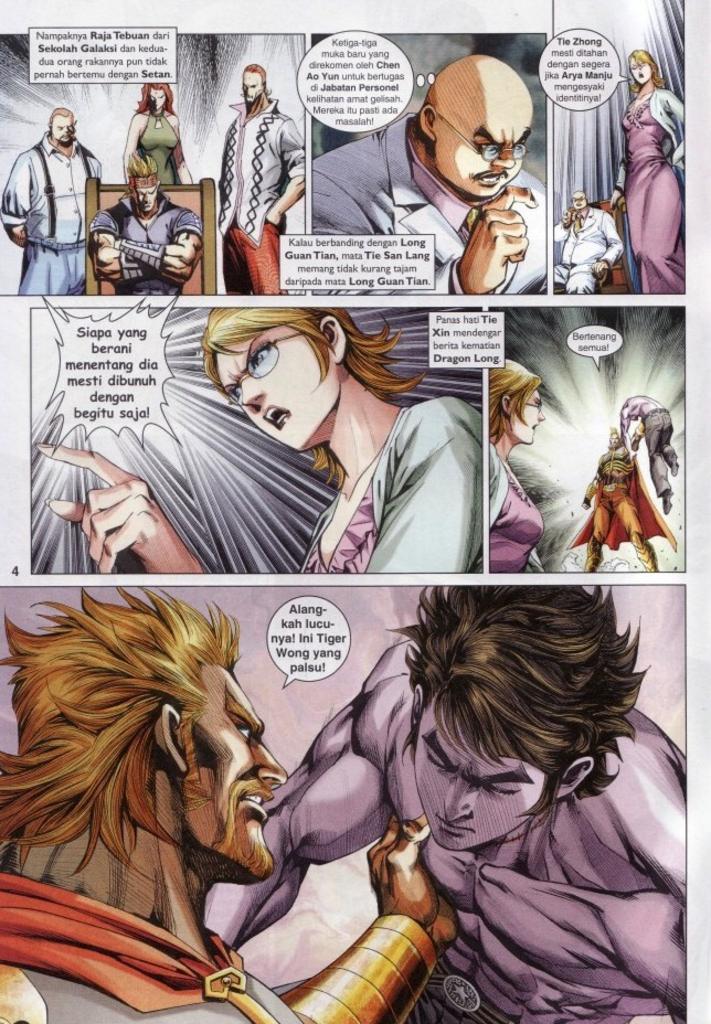 Nampaknya Raja Tebuan dari
Sekolah Galaksi dan kedua-
dua orang rakannya pun tidak
pernah bertemu dengan Setan.
Ketiga-tiga
muka baru yang
direkomen oleh Chen
Ao Yun untuk bertugas
di Jabatan Personel
kelihatan amat gelisah.
Mereka itu pasti ada
masalah!
Kalau berbanding dengan Long
Guan Tian, mata Tie San Lang
memang tidak kurang tajam
daripada mata Long Guan Tian.
Tie Zhong
mesti ditahan
dengan segera
jika Arya Manju
mengesyaki
identitinya!
Siapa yang
berani
menentang dia
mesti dibunuh
dengan
begitu saja!
Panas hati Tie
Xin mendengar
berita kematian
Dragon Long.
Bertenang
semua!
4
Alang-
kah lucu-
nya! Ini Tiger
Wong yang
palsu!